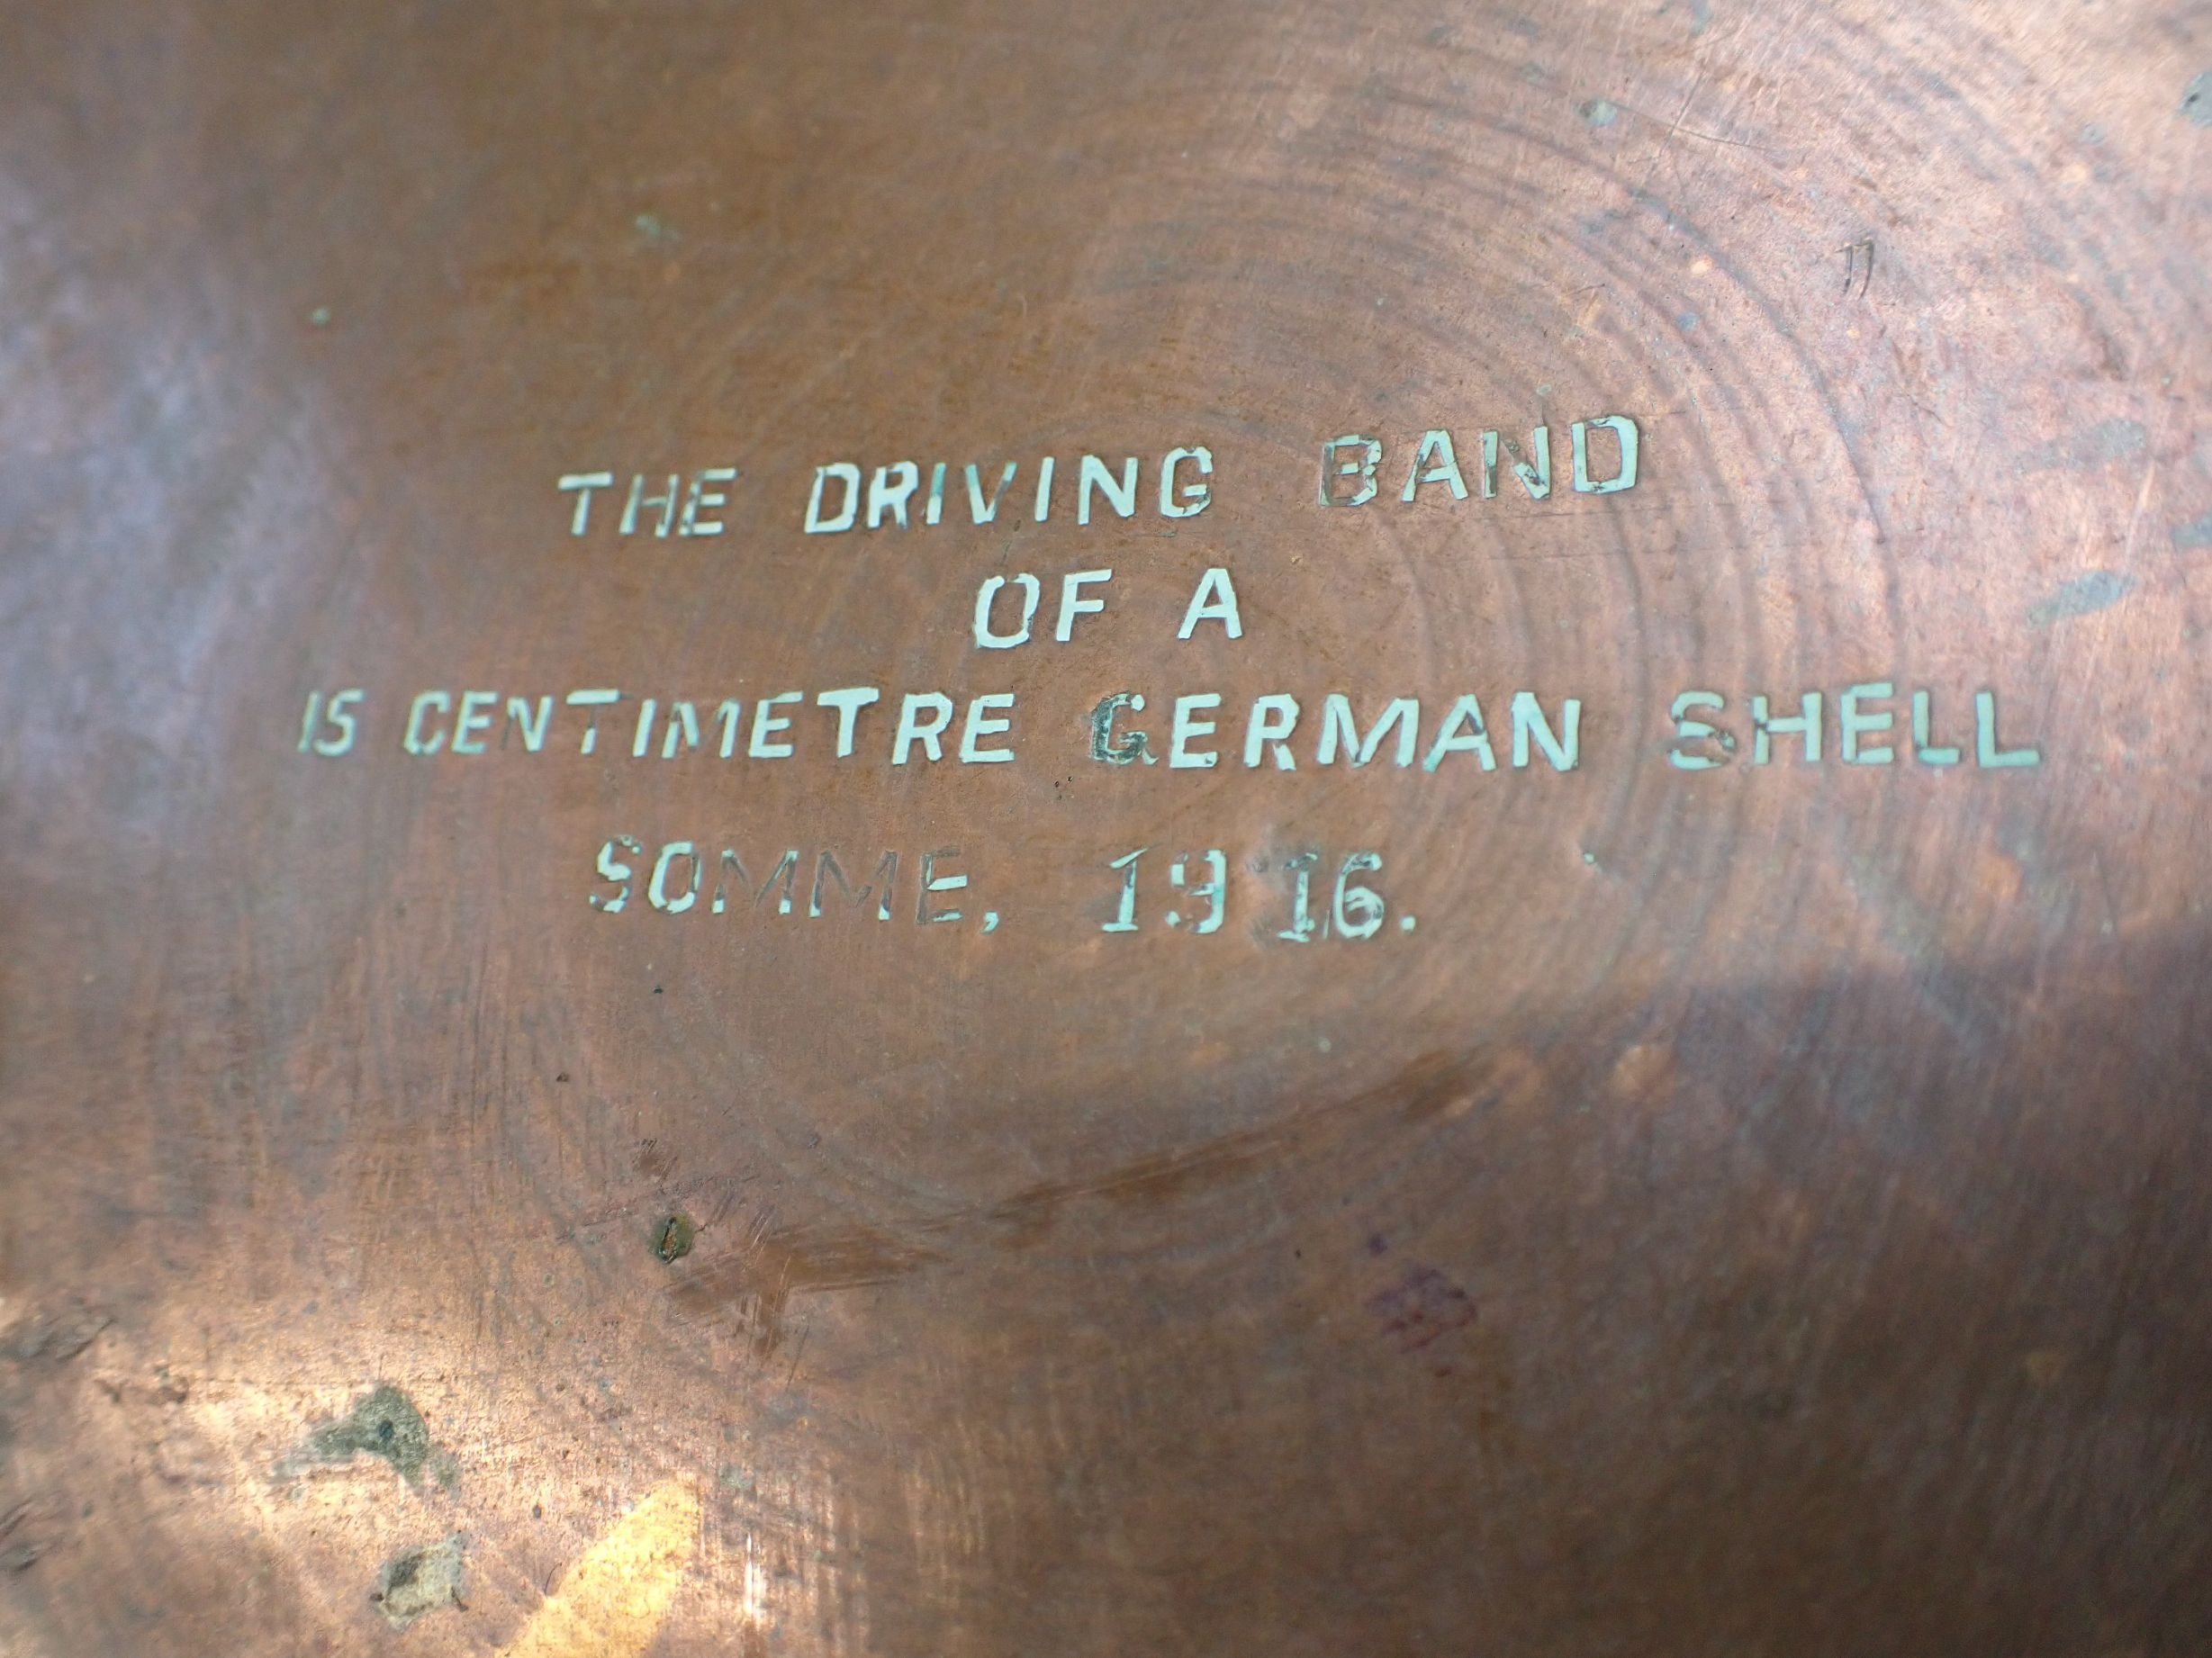 THE DRIVING BAND
OF A
15 CENTIMETRE GERMAN SHELL
SOMME, 1916.